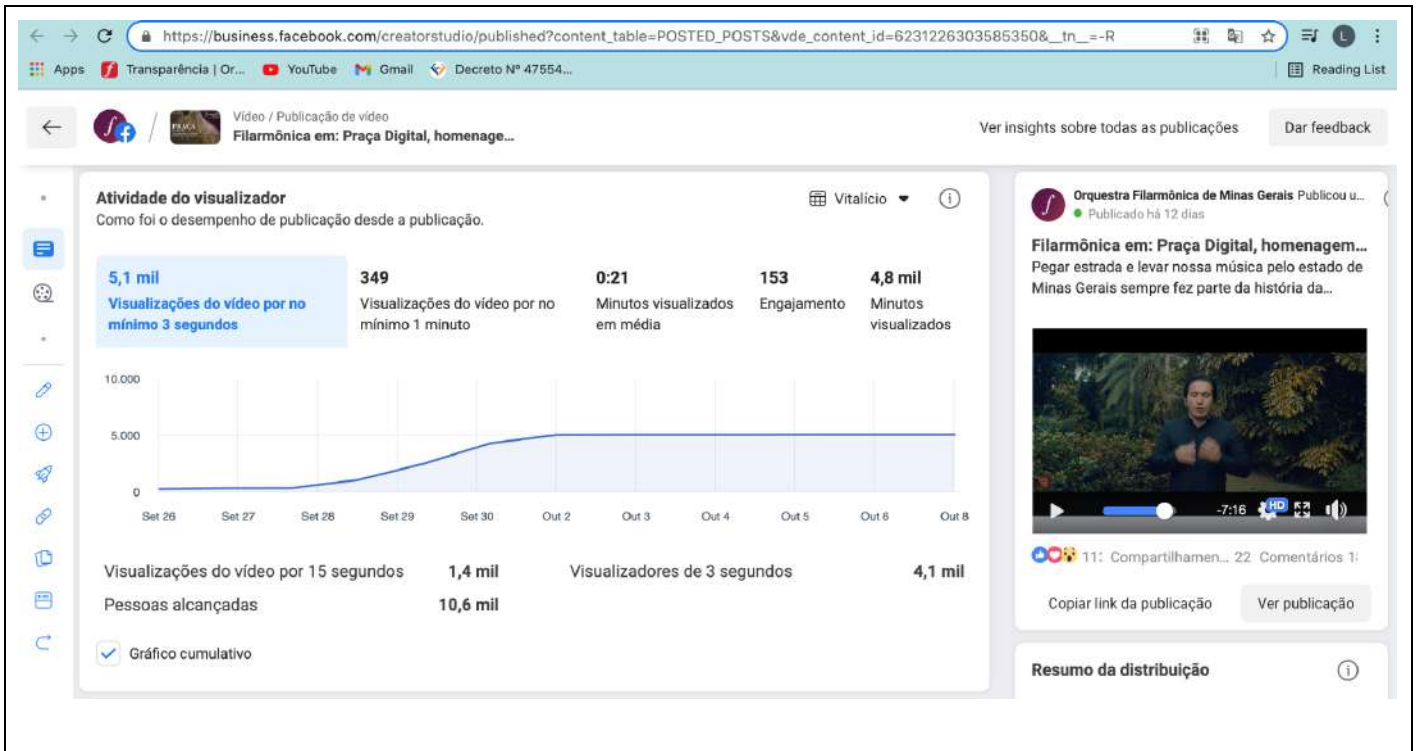 https://business.facebook.com/creatorstudio/published?content_table=POSTED_POSTS&vde_content_id=623122630358535​0&__tn__=-R
L
Apps Transparência | Or... YouTube Gmail Decreto Nº 47554... Reading List
Vídeo / Publicação de vídeo
Filarmônica em: Praça Digital, homenage...
Ver insights sobre todas as publicações
Dar feedback
Atividade do visualizador
Como foi o desempenho de publicação desde a publicação.
Vitalício
5,1 mil
Visualizações do vídeo por no
mínimo 3 segundos
349
Visualizações do vídeo por no
mínimo 1 minuto
0:21
Minutos visualizados
em média
153
Engajamento
4,8 mil
Minutos
visualizados
10.000
5.000
0
Set 26 Set 27 Set 28 Set 29 Set 30 Out 2 Out 3 Out 4 Out 5 Out 6 Out 8
Visualizações do vídeo por 15 segundos 1,4 mil
Visualizadores de 3 segundos 4,1 mil
Pessoas alcançadas 10,6 mil
Gráfico cumulativo
Orquestra Filarmônica de Minas Gerais Publicou u...
Publicado há 12 dias
Filarmônica em: Praça Digital, homenagem...
Pegar estrada e levar nossa música pelo estado de
Minas Gerais sempre fez parte da história da...
-7:16 HD
Compartilhamen... 22 Comentários
Copiar link da publicação
Ver publicação
Resumo da distribuição